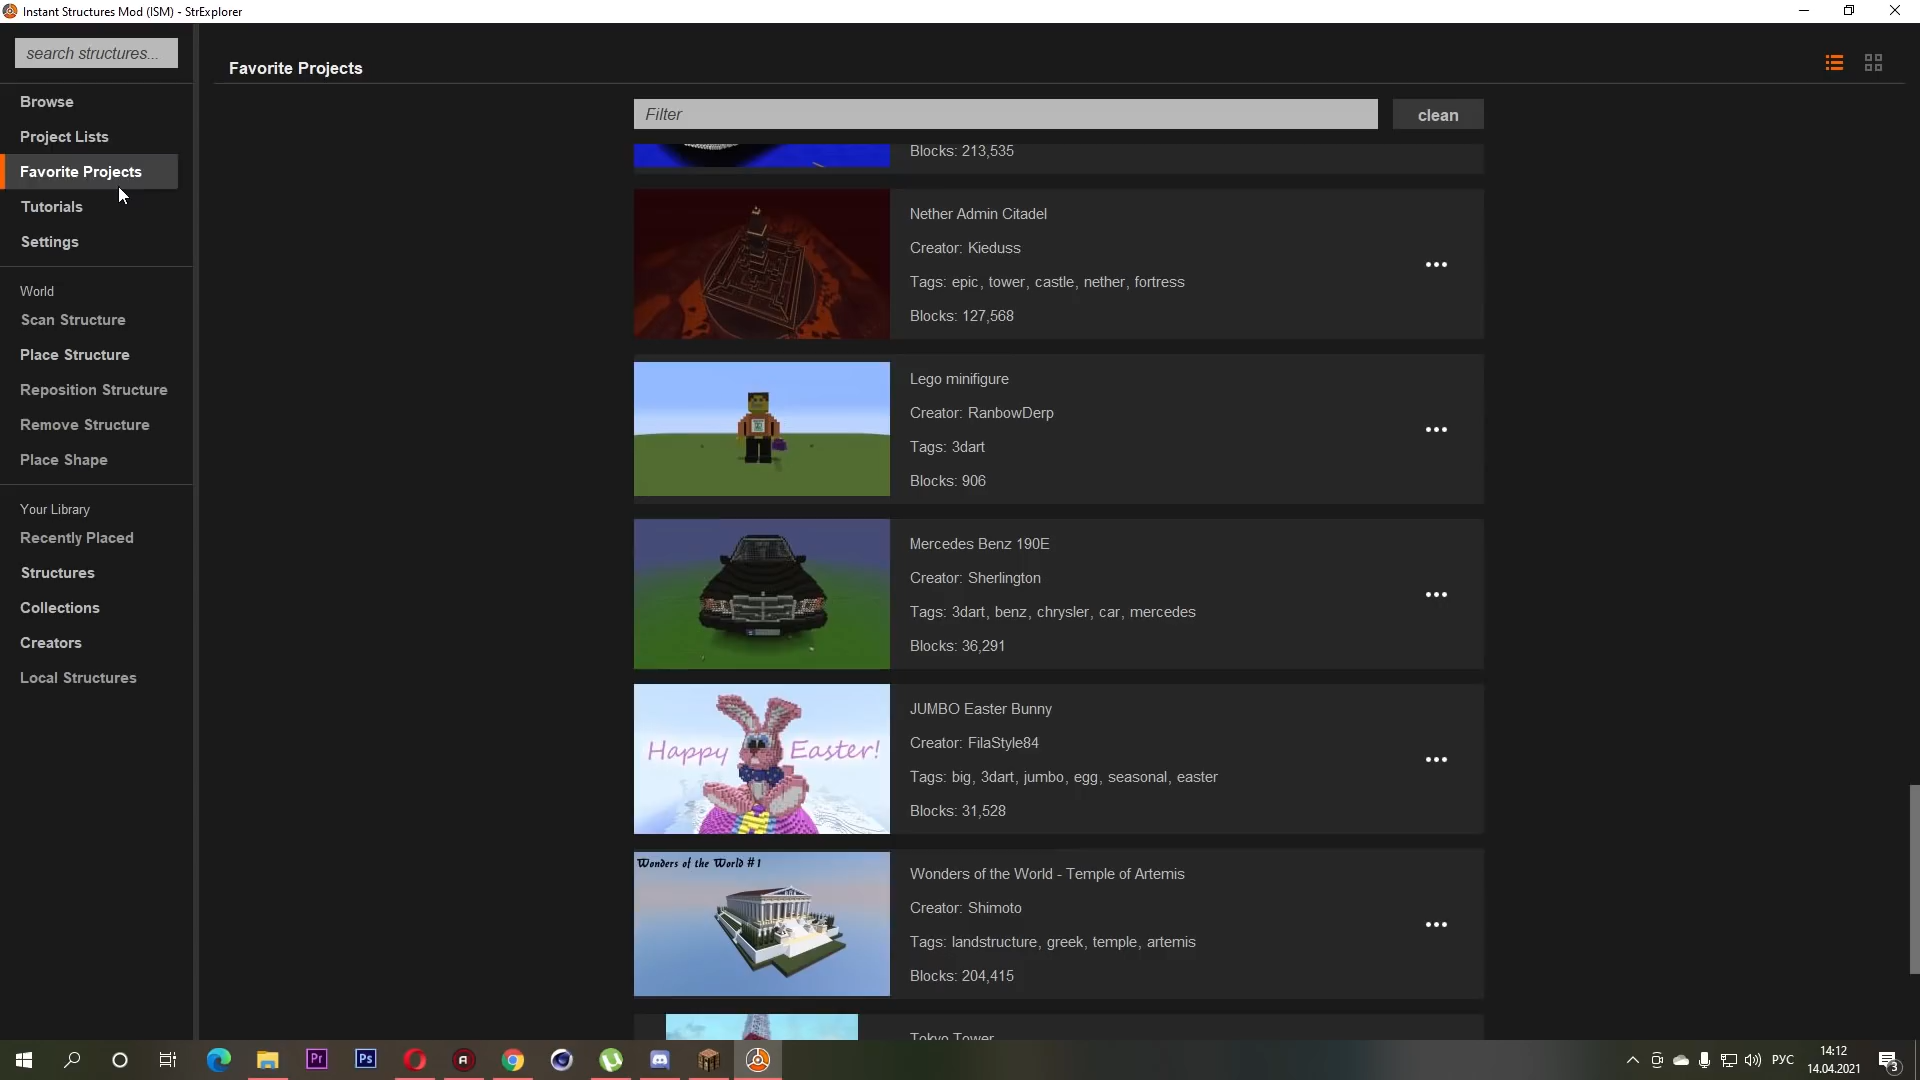 Instant Structures Mod (ISM) - StrExplorer
search structures...
Browse
Project Lists
Favorite Projects
Tutorials
Settings
World
Scan Structure
Place Structure
Reposition Structure
Remove Structure
Place Shape
Your Library
Recently Placed
Structures
Collections
Creators
Local Structures
Favorite Projects
Filter
clean
Blocks: 213,535
Nether Admin Citadel
Creator: Kieduss
Tags: epic, tower, castle, nether, fortress
Blocks: 127,568
Lego minifigure
Creator: RanbowDerp
Tags: 3dart
Blocks: 906
Mercedes Benz 190E
Creator: Sherlington
Tags: 3dart, benz, chrysler, car, mercedes
Blocks: 36,291
Happy Easter!
JUMBO Easter Bunny
Creator: FilaStyle84
Tags: big, 3dart, jumbo, egg, seasonal, easter
Blocks: 31,528
Wonders of the World #1
Wonders of the World - Temple of Artemis
Creator: Shimoto
Tags: landstructure, greek, temple, artemis
Blocks: 204,415
Tokyo Tower
Pr
Ps
РУС
14:12
14.04.2021
3